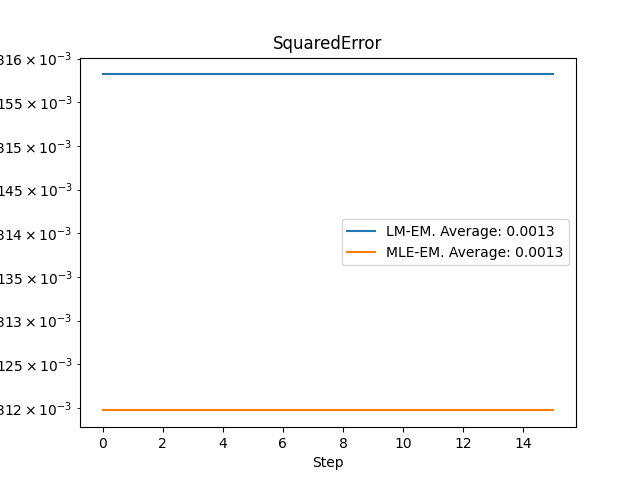 SquaredError
316 × 10⁻³
155 × 10⁻³
315 × 10⁻³
145 × 10⁻³
314 × 10⁻³
135 × 10⁻³
313 × 10⁻³
125 × 10⁻³
312 × 10⁻³
LM-EM. Average: 0.0013
MLE-EM. Average: 0.0013
0 2 4 6 8 10 12 14
Step